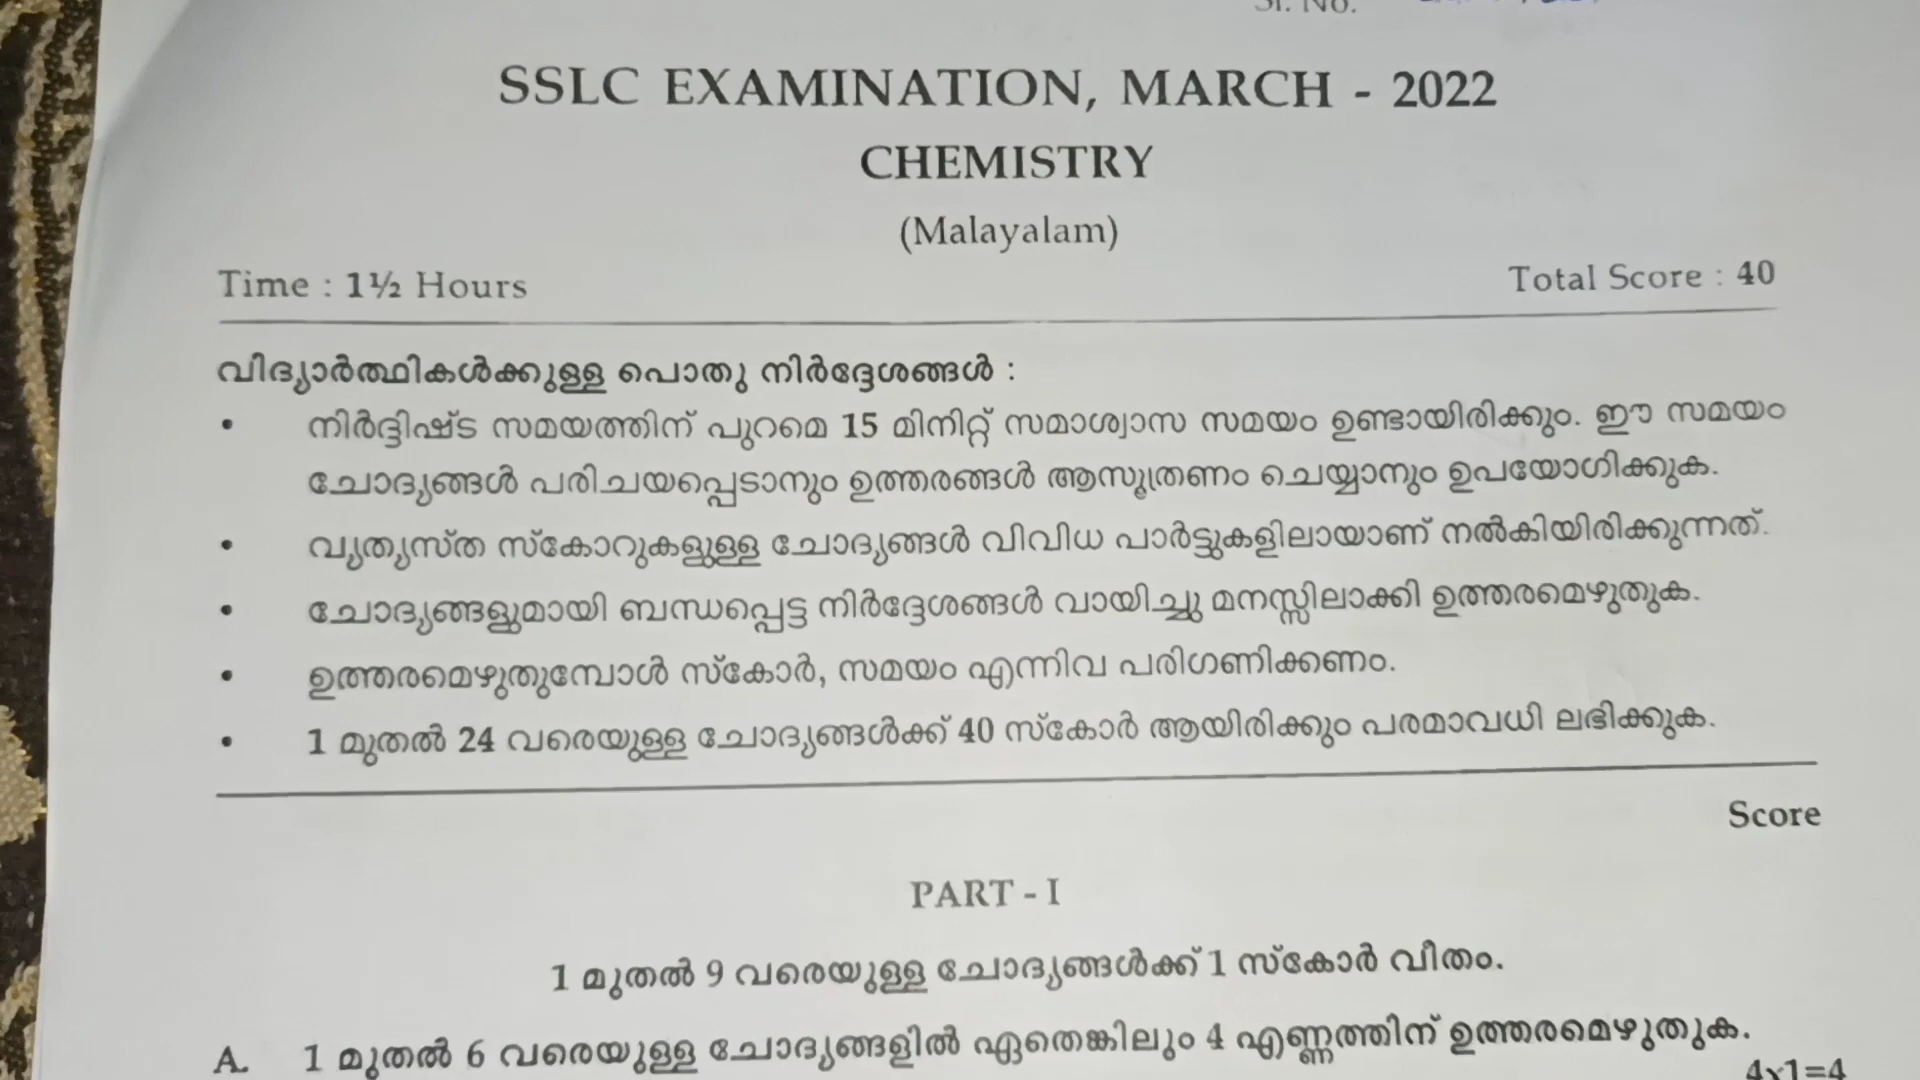 Sl. No.
SSLC EXAMINATION, MARCH - 2022
CHEMISTRY
(Malayalam)
Time : 1½ Hours
Total Score : 40
വിദ്യാർത്ഥികൾക്കുള്ള പൊതു നിർദ്ദേശങ്ങൾ :
• നിർദ്ദിഷ്ട സമയത്തിന് പുറമെ 15 മിനിറ്റ് സമാശ്വാസ സമയം ഉണ്ടായിരിക്കും. ഈ സമയം
ചോദ്യങ്ങൾ പരിചയപ്പെടാനും ഉത്തരങ്ങൾ ആസൂത്രണം ചെയ്യാനും ഉപയോഗിക്കുക.
• വ്യത്യസ്ത സ്കോറുകളുള്ള ചോദ്യങ്ങൾ വിവിധ പാർട്ടുകളിലായാണ് നൽകിയിരിക്കുന്നത്.
• ചോദ്യങ്ങളുമായി ബന്ധപ്പെട്ട നിർദ്ദേശങ്ങൾ വായിച്ചു മനസ്സിലാക്കി ഉത്തരമെഴുതുക.
• ഉത്തരമെഴുതുമ്പോൾ സ്കോർ, സമയം എന്നിവ പരിഗണിക്കണം.
• 1 മുതൽ 24 വരെയുള്ള ചോദ്യങ്ങൾക്ക് 40 സ്കോർ ആയിരിക്കും പരമാവധി ലഭിക്കുക.
Score
PART - I
1 മുതൽ 9 വരെയുള്ള ചോദ്യങ്ങൾക്ക് 1 സ്കോർ വീതം.
A. 1 മുതൽ 6 വരെയുള്ള ചോദ്യങ്ങളിൽ ഏതെങ്കിലും 4 എണ്ണത്തിന് ഉത്തരമെഴുതുക.
4x1=4